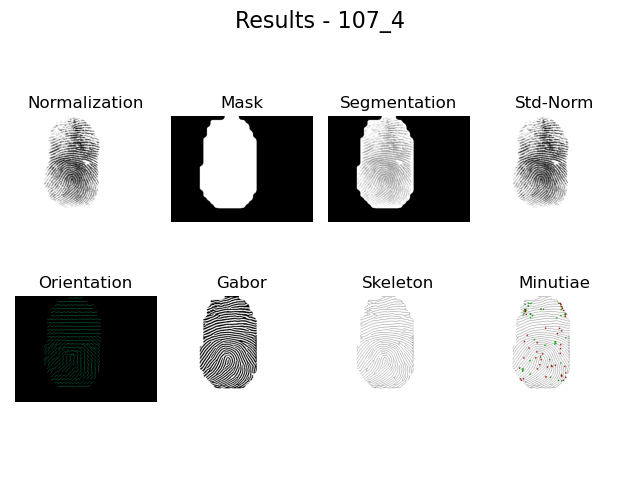 Results - 107_4
Normalization
Mask
Segmentation
Std-Norm
Orientation
Gabor
Skeleton
Minutiae